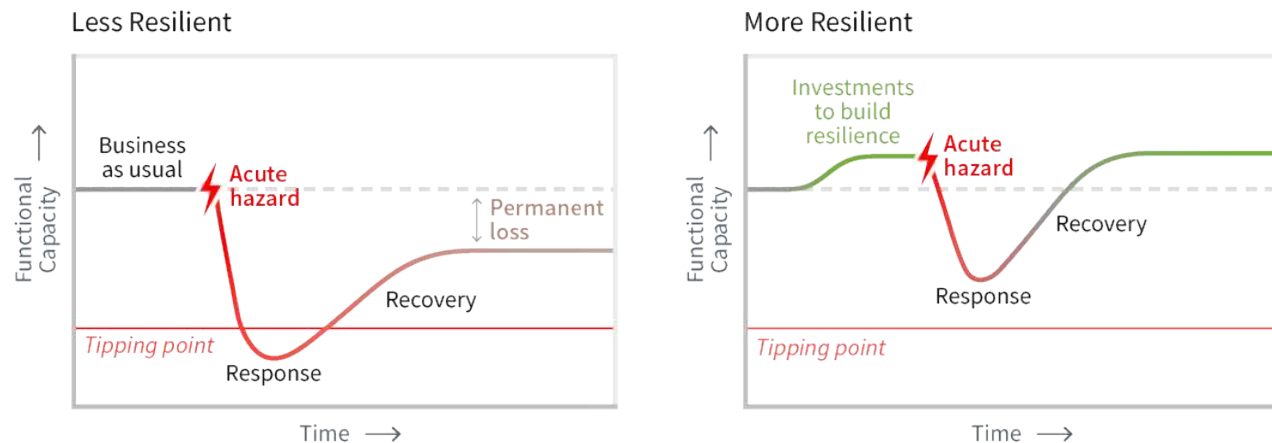 Less Resilient
Functional
Capacity
Business
as usual
Acute
hazard
Permanent
loss
Recovery
Tipping point
Response
Time
More Resilient
Functional
Capacity
Investments
to build
resilience
Acute
hazard
Recovery
Response
Tipping point
Time